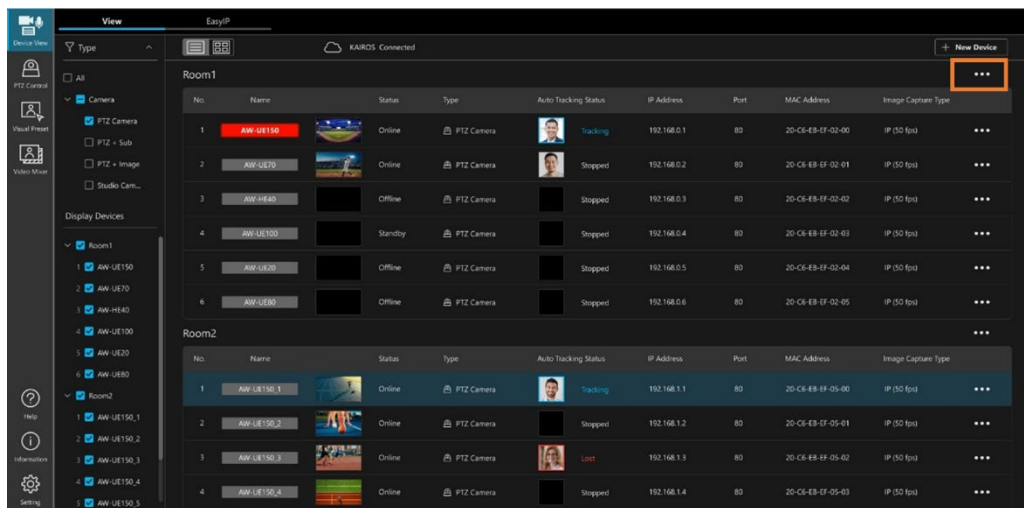 View
EasyIP
Device View
PTZ Control
Visual Preset
Video Mixer
Help
Information
Setting
Type
All
Camera
PTZ Camera
PTZ + Sub
PTZ + Image
Studio Cam...
Display Devices
Room1
1 AW-UE150
2 AW-UE70
3 AW-HE40
4 AW-UE100
5 AW-UE20
6 AW-UE80
Room2
1 AW-UE150_1
2 AW-UE150_2
3 AW-UE150_3
4 AW-UE150_4
5 AW-UE150_5
KAIROS Connected
+ New Device
Room1
No. Name Status Type Auto Tracking Status IP Address Port MAC Address Image Capture Type
1 AW-UE150 Online PTZ Camera Tracking 192.168.0.1 80 20-C6-EB-EF-02-00 IP (50 fps)
2 AW-UE70 Online PTZ Camera Stopped 192.168.0.2 80 20-C6-EB-EF-02-01 IP (50 fps)
3 AW-HE40 Offline PTZ Camera Stopped 192.168.0.3 80 20-C6-EB-EF-02-02 IP (50 fps)
4 AW-UE100 Standby PTZ Camera Stopped 192.168.0.4 80 20-C6-EB-EF-02-03 IP (50 fps)
5 AW-UE20 Offline PTZ Camera Stopped 192.168.0.5 80 20-C6-EB-EF-02-04 IP (50 fps)
6 AW-UE80 Offline PTZ Camera Stopped 192.168.0.6 80 20-C6-EB-EF-02-05 IP (50 fps)
Room2
No. Name Status Type Auto Tracking Status IP Address Port MAC Address Image Capture Type
1 AW-UE150_1 Online PTZ Camera Tracking 192.168.1.1 80 20-C6-EB-EF-05-00 IP (50 fps)
2 AW-UE150_2 Online PTZ Camera Stopped 192.168.1.2 80 20-C6-EB-EF-05-01 IP (50 fps)
3 AW-UE150_3 Online PTZ Camera Lost 192.168.1.3 80 20-C6-EB-EF-05-02 IP (50 fps)
4 AW-UE150_4 Online PTZ Camera Stopped 192.168.1.4 80 20-C6-EB-EF-05-03 IP (50 fps)